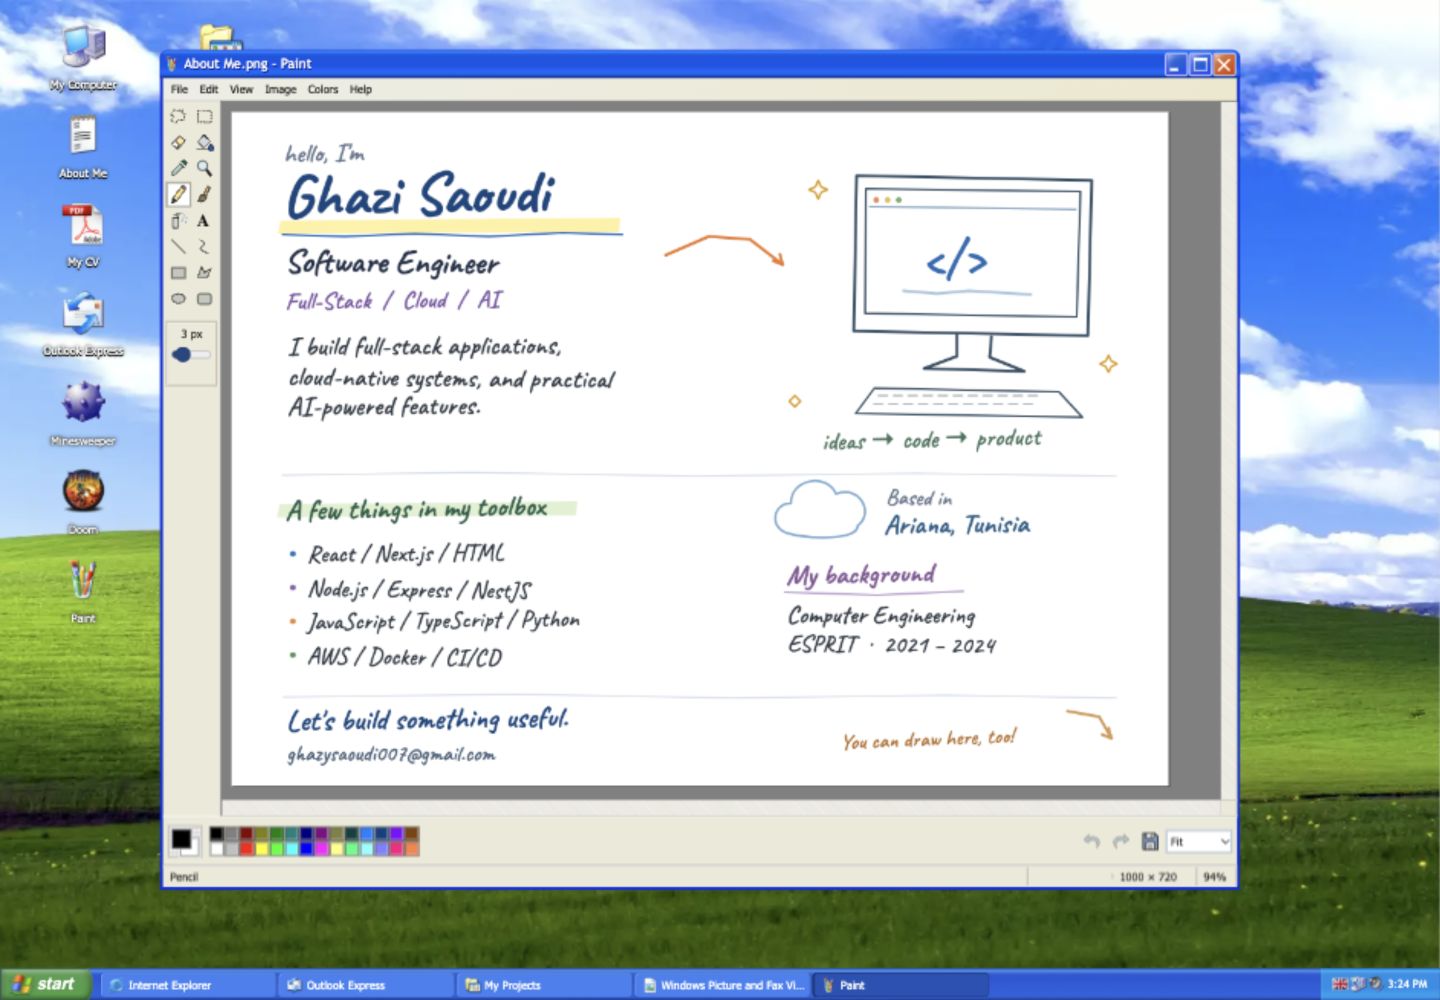 My Computer
About Me
PDF
Adobe
My CV
Outlook Express
Minesweeper
Doom
Paint
About Me.png - Paint
File Edit View Image Colors Help
A
3 px
hello, I'm
Ghazi Saoudi
Software Engineer
Full-Stack / Cloud / AI
I build full-stack applications,
cloud-native systems, and practical
AI-powered features.
</>
ideas → code → product
A few things in my toolbox
• React / Next.js / HTML
• Node.js / Express / NestJS
• JavaScript / TypeScript / Python
• AWS / Docker / CI/CD
Based in
Ariana, Tunisia
My background
Computer Engineering
ESPRIT · 2021 – 2024
Let's build something useful.
ghazysaoudi007@gmail.com
You can draw here, too!
Fit
Pencil
1000 × 720
94%
start
Internet Explorer
Outlook Express
My Projects
Windows Picture and Fax Vi...
Paint
3:24 PM